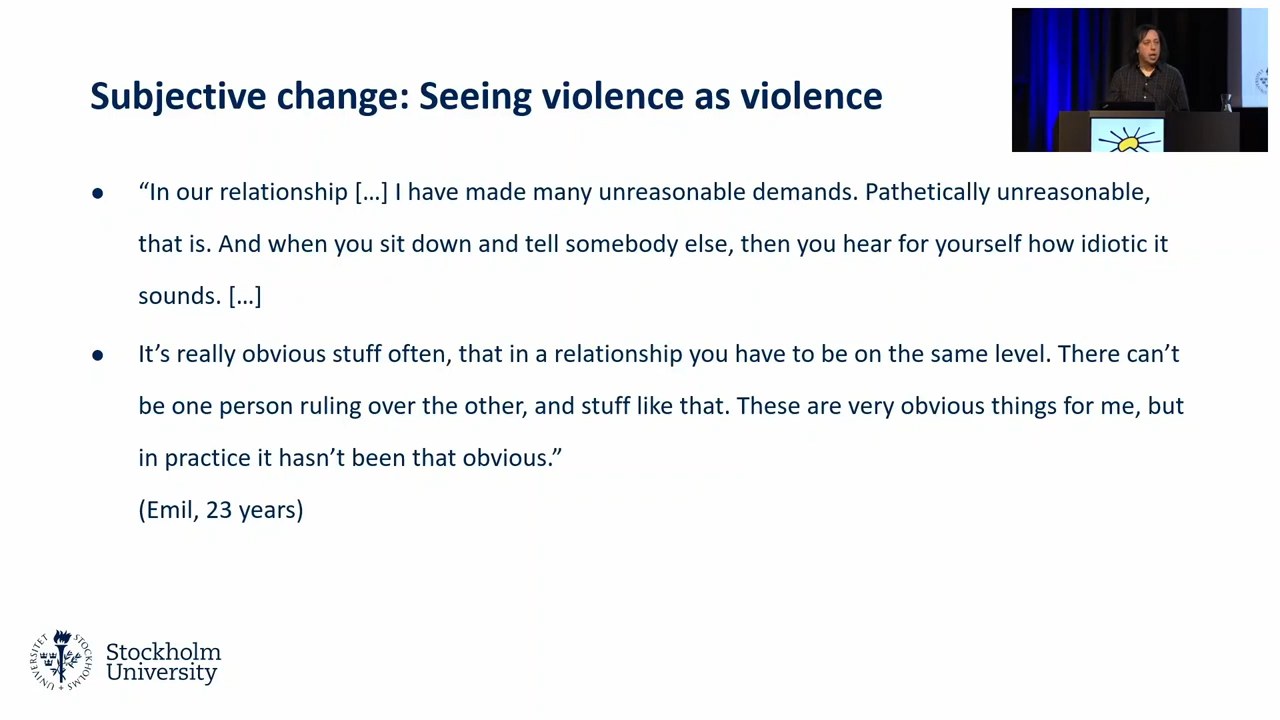 Subjective change: Seeing violence as violence
● “In our relationship […] I have made many unreasonable demands. Pathetically unreasonable,
that is. And when you sit down and tell somebody else, then you hear for yourself how idiotic it
sounds. […]
● It’s really obvious stuff often, that in a relationship you have to be on the same level. There can’t
be one person ruling over the other, and stuff like that. These are very obvious things for me, but
in practice it hasn’t been that obvious.”
(Emil, 23 years)
STOCKHOLMS UNIVERSITET
Stockholm
University